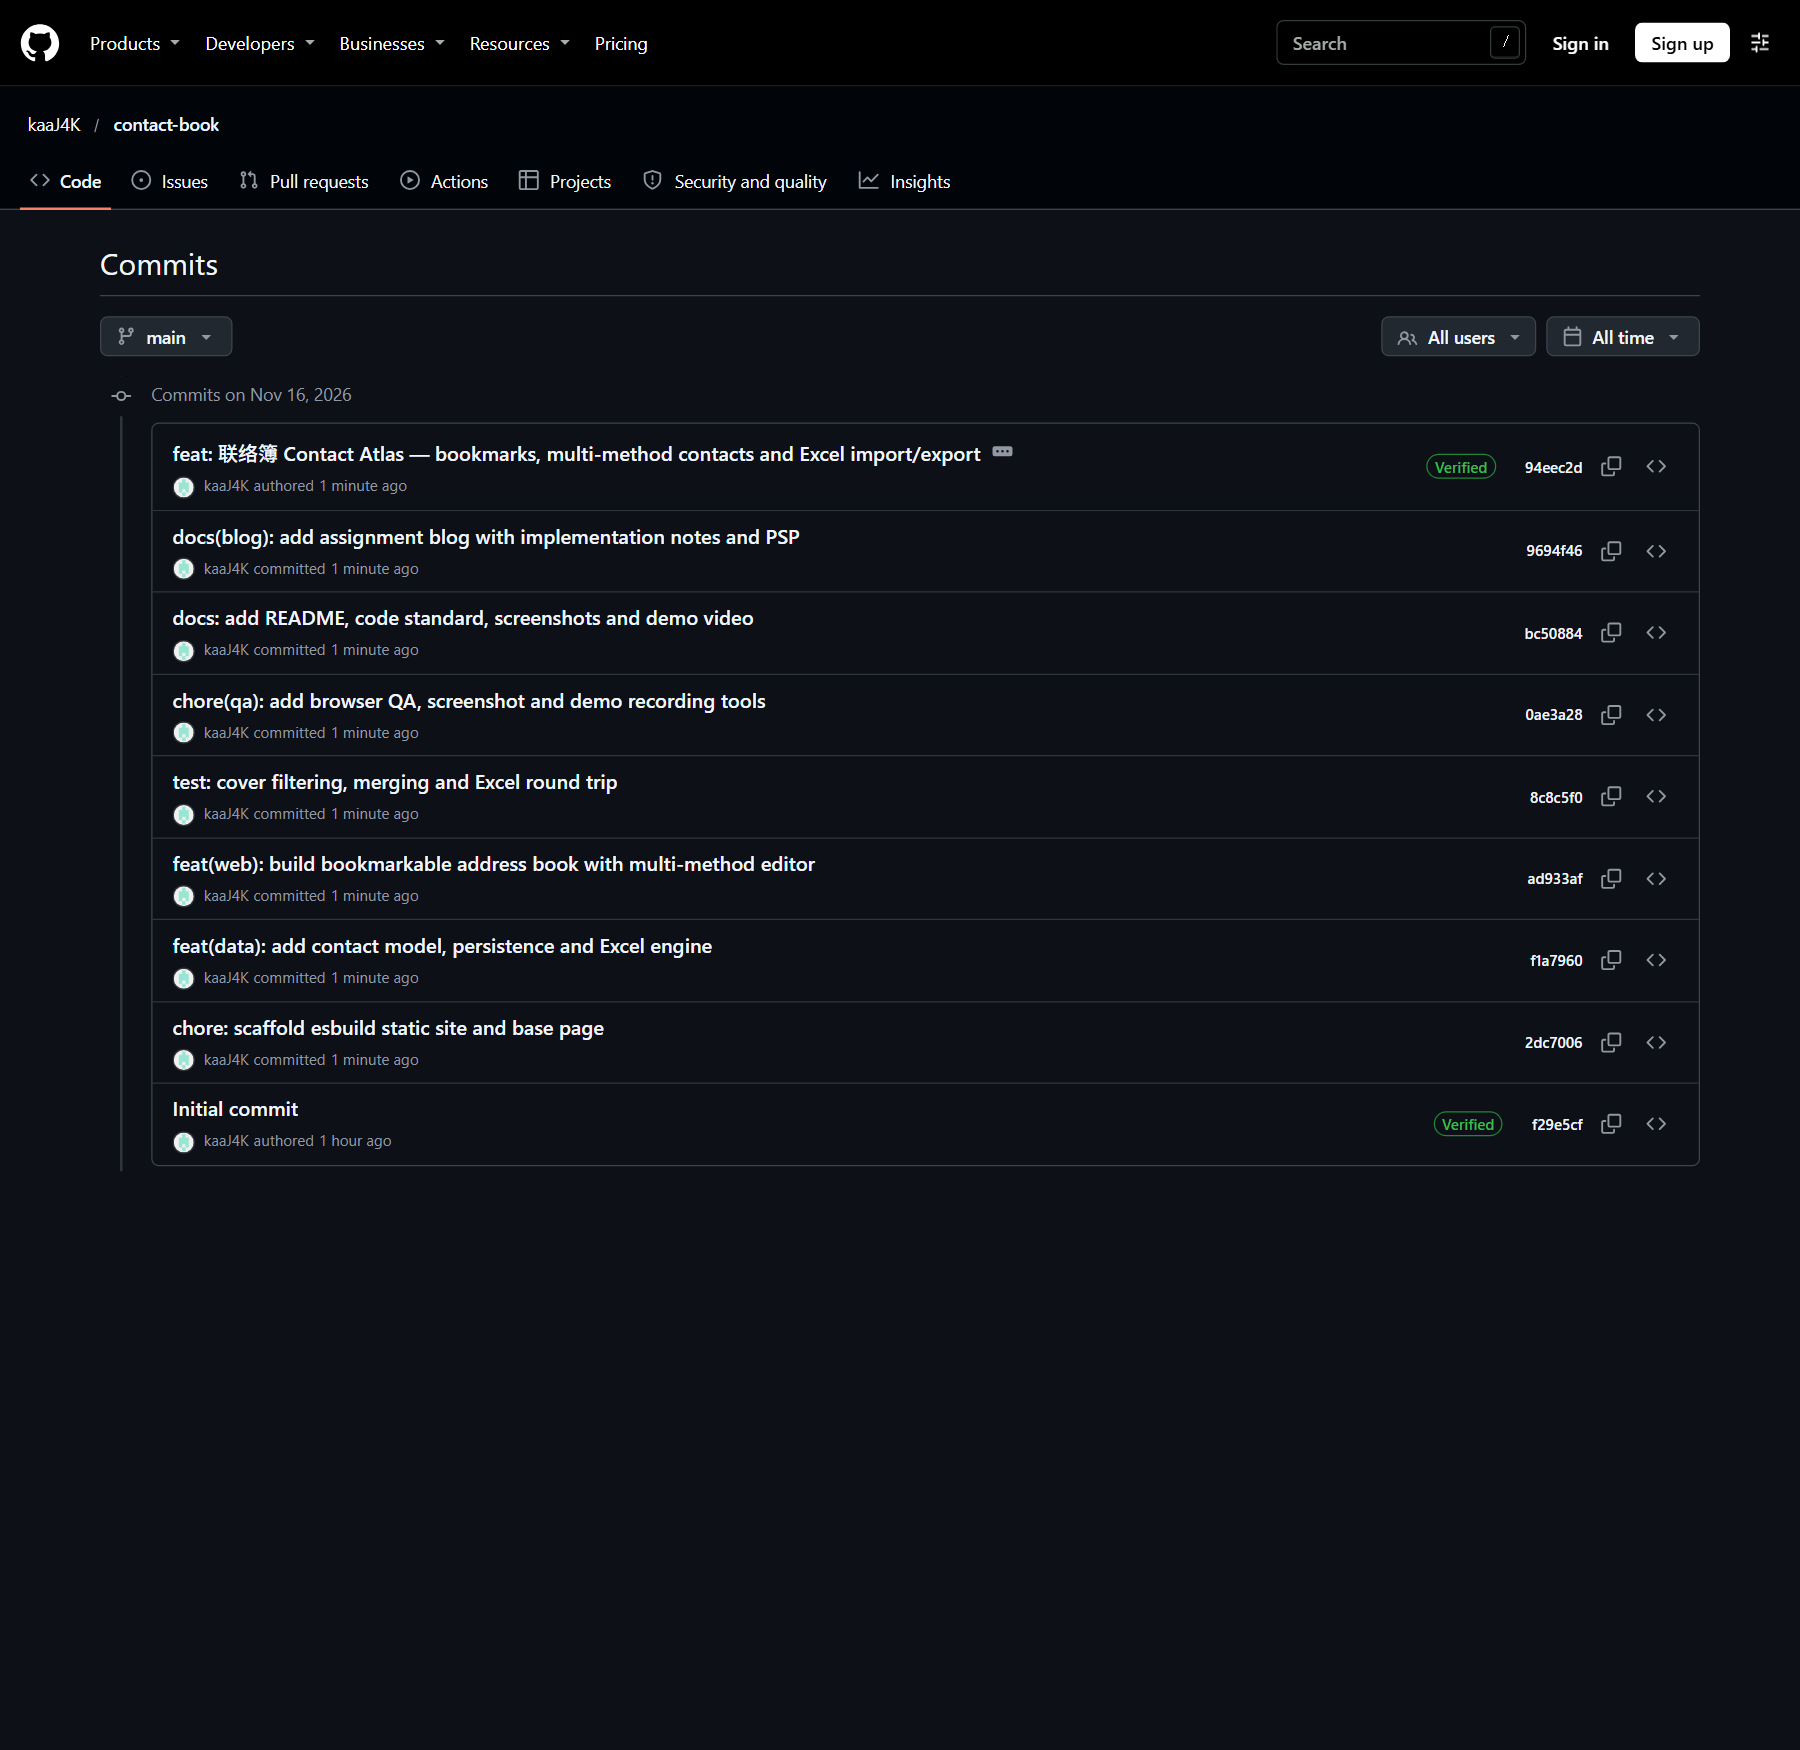 Products Developers Businesses Resources Pricing Search / Sign in Sign up
kaaJ4K / contact-book
Code Issues Pull requests Actions Projects Security and quality Insights
Commits
main All users All time
Commits on Nov 16, 2026
feat: 联络簿 Contact Atlas — bookmarks, multi-method contacts and Excel import/export
kaaJ4K authored 1 minute ago
Verified 94eec2d
docs(blog): add assignment blog with implementation notes and PSP
kaaJ4K committed 1 minute ago
9694f46
docs: add README, code standard, screenshots and demo video
kaaJ4K committed 1 minute ago
bc50884
chore(qa): add browser QA, screenshot and demo recording tools
kaaJ4K committed 1 minute ago
0ae3a28
test: cover filtering, merging and Excel round trip
kaaJ4K committed 1 minute ago
8c8c5f0
feat(web): build bookmarkable address book with multi-method editor
kaaJ4K committed 1 minute ago
ad933af
feat(data): add contact model, persistence and Excel engine
kaaJ4K committed 1 minute ago
f1a7960
chore: scaffold esbuild static site and base page
kaaJ4K committed 1 minute ago
2dc7006
Initial commit
kaaJ4K authored 1 hour ago
Verified f29e5cf